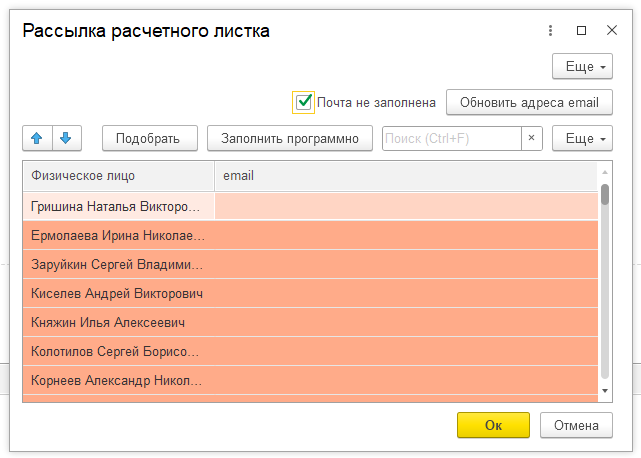 Рассылка расчетного листка
Еще
Почта не заполнена
Обновить адреса email
Подобрать
Заполнить программно
Поиск (Ctrl+F)
×
Еще
Физическое лицо
email
Гришина Наталья Викторо...
Ермолаева Ирина Николае...
Заруйкин Сергей Владими...
Киселев Андрей Викторович
Княжин Илья Алексеевич
Колотилов Сергей Борисо...
Корнеев Александр Никол...
Ок
Отмена